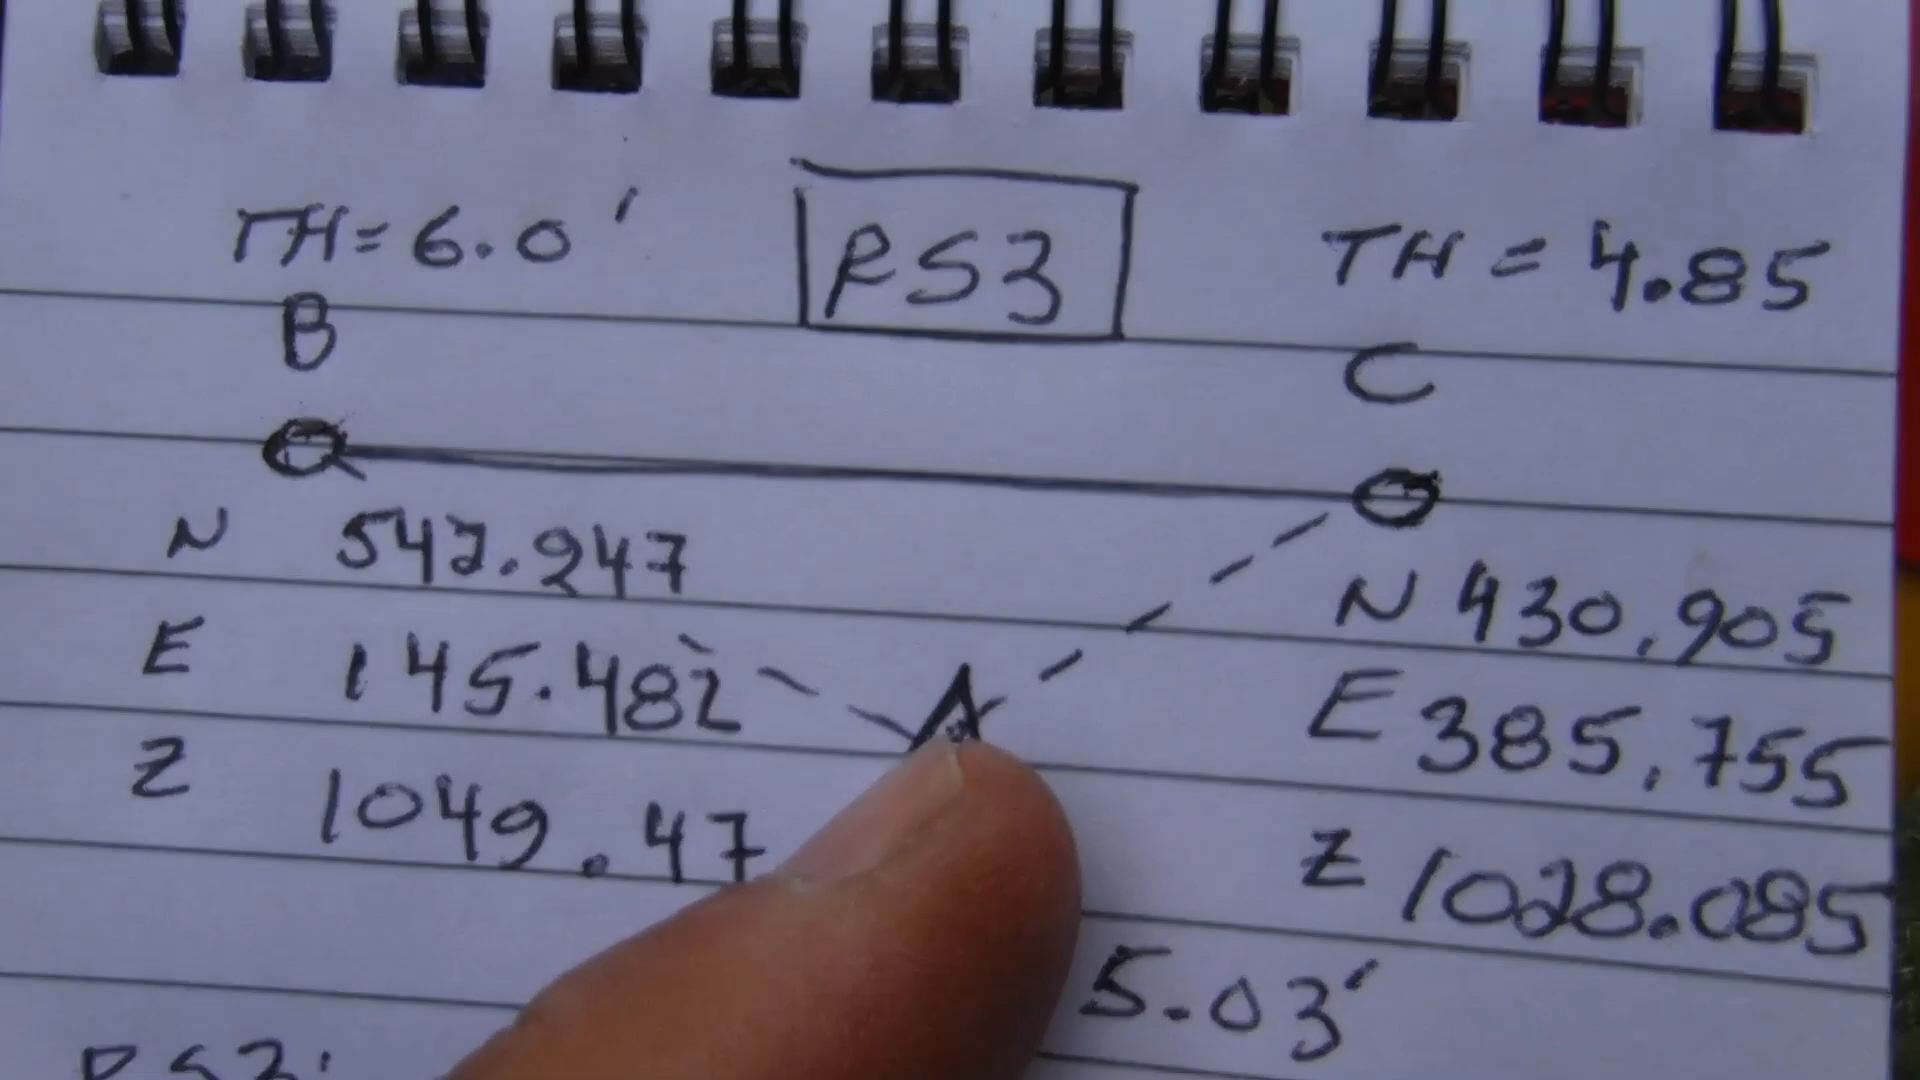 TH = 6.0'
RS3
TH = 4.85
B
C
N 542.247
E 145.482
Z 1049.47
N 430.905
E 385.755
Z 1028.085
5.03'